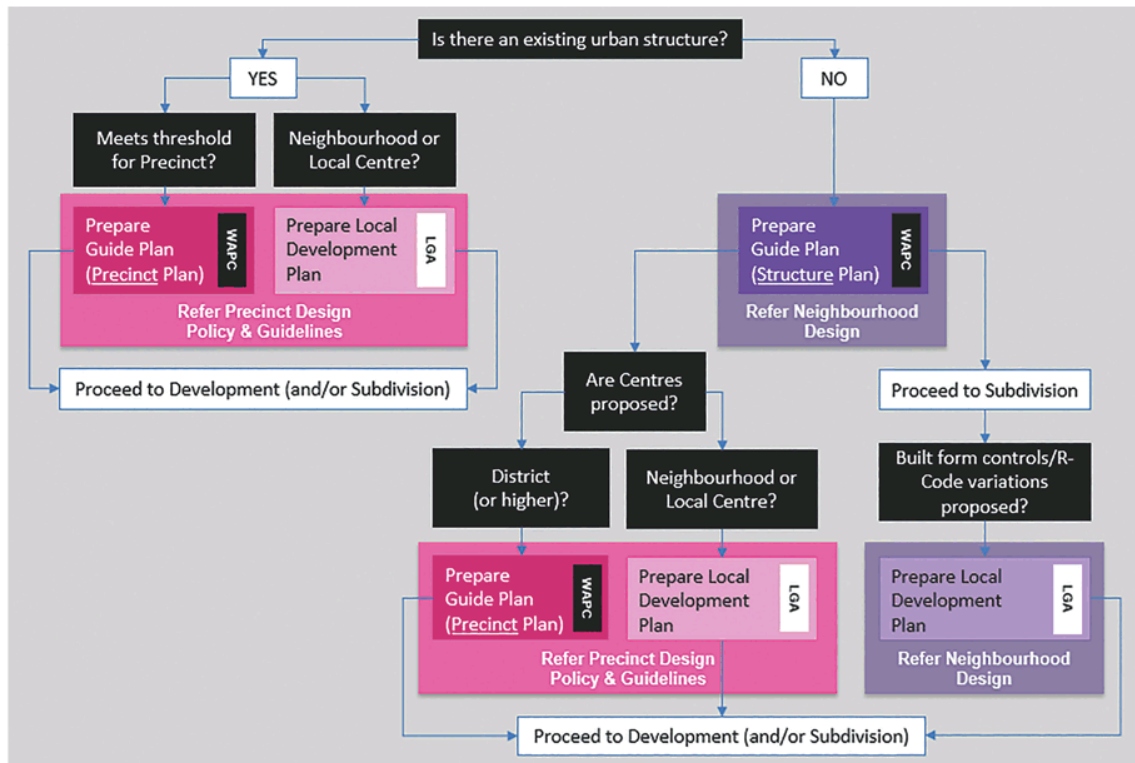 Is there an existing urban structure?
YES
NO
Meets threshold
for Precinct?
Neighbourhood or
Local Centre?
Prepare
Guide Plan
(Precinct Plan)
WAPC
Prepare Local
Development
Plan
LGA
Refer Precinct Design
Policy & Guidelines
Prepare
Guide Plan
(Structure Plan)
WAPC
Refer Neighbourhood
Design
Proceed to Development (and/or Subdivision)
Are Centres
proposed?
Proceed to Subdivision
District
(or higher)?
Neighbourhood or
Local Centre?
Built form controls/R-
Code variations
proposed?
Prepare
Guide Plan
(Precinct Plan)
WAPC
Prepare Local
Development
Plan
LGA
Refer Precinct Design
Policy & Guidelines
Prepare Local
Development
Plan
LGA
Refer Neighbourhood
Design
Proceed to Development (and/or Subdivision)